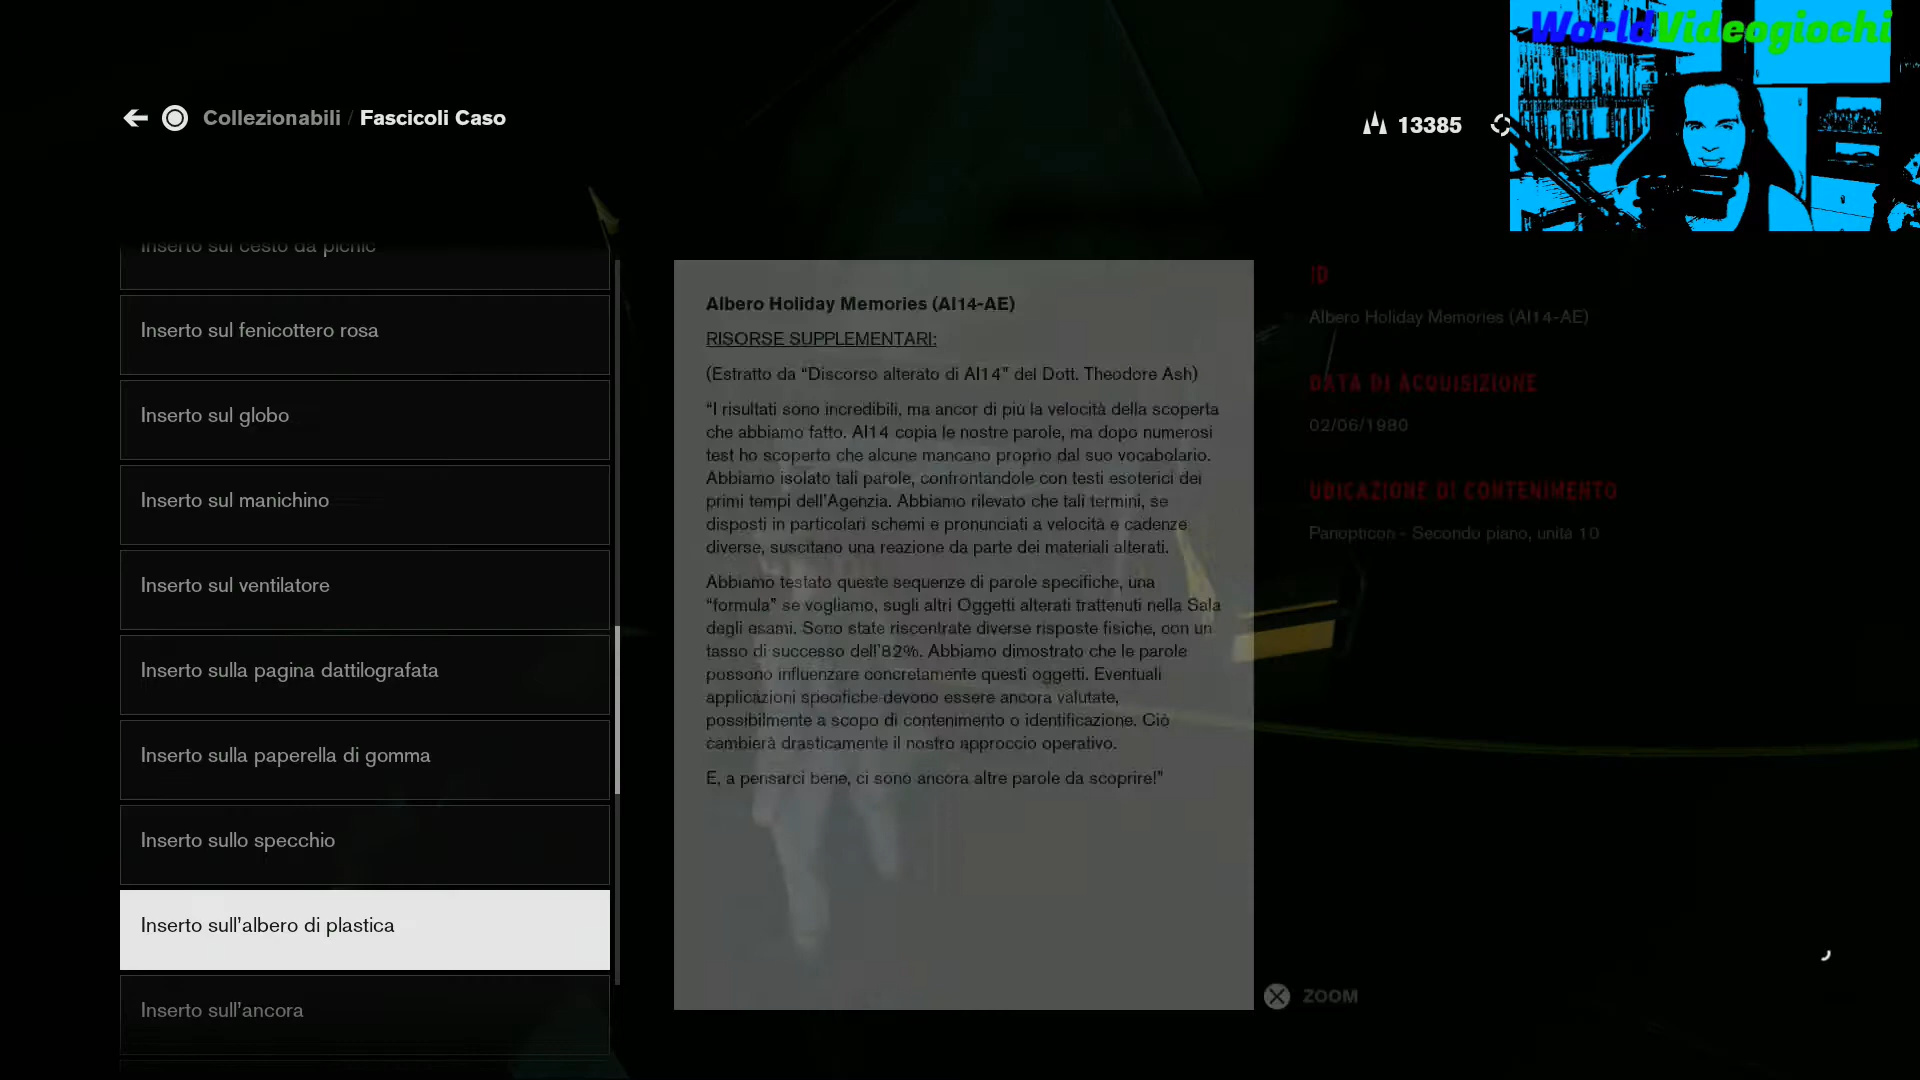 WorldVideogiochi
Collezionabili / Fascicoli Caso
13385
Inserto sul cesto da picnic
Inserto sul fenicottero rosa
Inserto sul globo
Inserto sul manichino
Inserto sul ventilatore
Inserto sulla pagina dattilografata
Inserto sulla paperella di gomma
Inserto sullo specchio
Inserto sull'albero di plastica
Inserto sull'ancora
Albero Holiday Memories (AI14-AE)
RISORSE SUPPLEMENTARI:
(Estratto da “Discorso alterato di AI14” del Dott. Theodore Ash)
“I risultati sono incredibili, ma ancor di più la velocità della scoperta
che abbiamo fatto. AI14 copia le nostre parole, ma dopo numerosi
test ho scoperto che alcune mancano proprio dal suo vocabolario.
Abbiamo isolato tali parole, confrontandole con testi esoterici dei
primi tempi dell'Agenzia. Abbiamo rilevato che tali termini, se
disposti in particolari schemi e pronunciati a velocità e cadenze
diverse, suscitano una reazione da parte dei materiali alterati.
Abbiamo testato queste sequenze di parole specifiche, una
“formula” se vogliamo, sugli altri Oggetti alterati trattenuti nella Sala
degli esami. Sono state riscontrate diverse risposte fisiche, con un
tasso di successo dell'82%. Abbiamo dimostrato che le parole
possono influenzare concretamente questi oggetti. Eventuali
applicazioni specifiche devono essere ancora valutate,
possibilmente a scopo di contenimento o identificazione. Ciò
cambierà drasticamente il nostro approccio operativo.
E, a pensarci bene, ci sono ancora altre parole da scoprire!”
ID
Albero Holiday Memories (AI14-AE)
DATA DI ACQUISIZIONE
02/06/1980
UBICAZIONE DI CONTENIMENTO
Panopticon - Secondo piano, unità 10
ZOOM